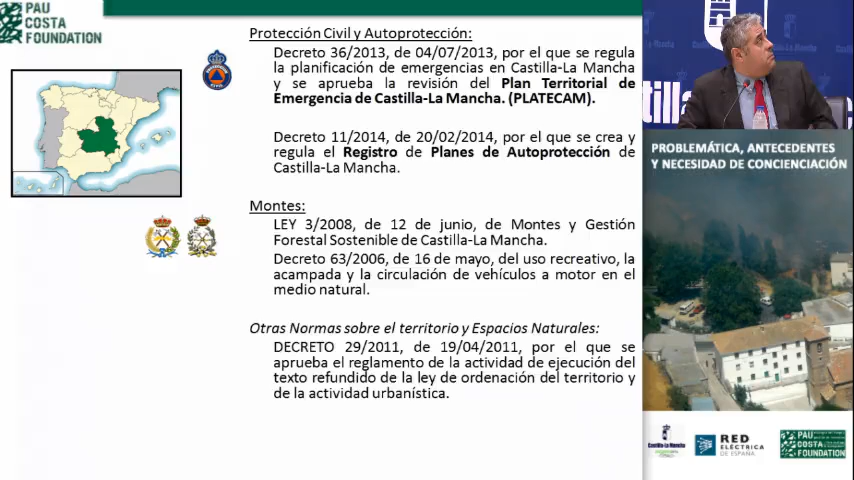 PAU
COSTA
FOUNDATION
Protección Civil y Autoprotección:
Decreto 36/2013, de 04/07/2013, por el que se regula
la planificación de emergencias en Castilla-La Mancha
y se aprueba la revisión del Plan Territorial de
Emergencia de Castilla-La Mancha. (PLATECAM).
Decreto 11/2014, de 20/02/2014, por el que se crea y
regula el Registro de Planes de Autoprotección de
Castilla-La Mancha.
Montes:
LEY 3/2008, de 12 de junio, de Montes y Gestión
Forestal Sostenible de Castilla-La Mancha.
Decreto 63/2006, de 16 de mayo, del uso recreativo, la
acampada y la circulación de vehículos a motor en el
medio natural.
Otras Normas sobre el territorio y Espacios Naturales:
DECRETO 29/2011, de 19/04/2011, por el que se
aprueba el reglamento de la actividad de ejecución del
texto refundido de la ley de ordenación del territorio y
de la actividad urbanística.
PROBLEMÁTICA, ANTECEDENTES
Y NECESIDAD DE CONCIENCIACIÓN
Castilla-La Mancha
RED
ELÉCTRICA
DE ESPAÑA
PAU
COSTA
FOUNDATION